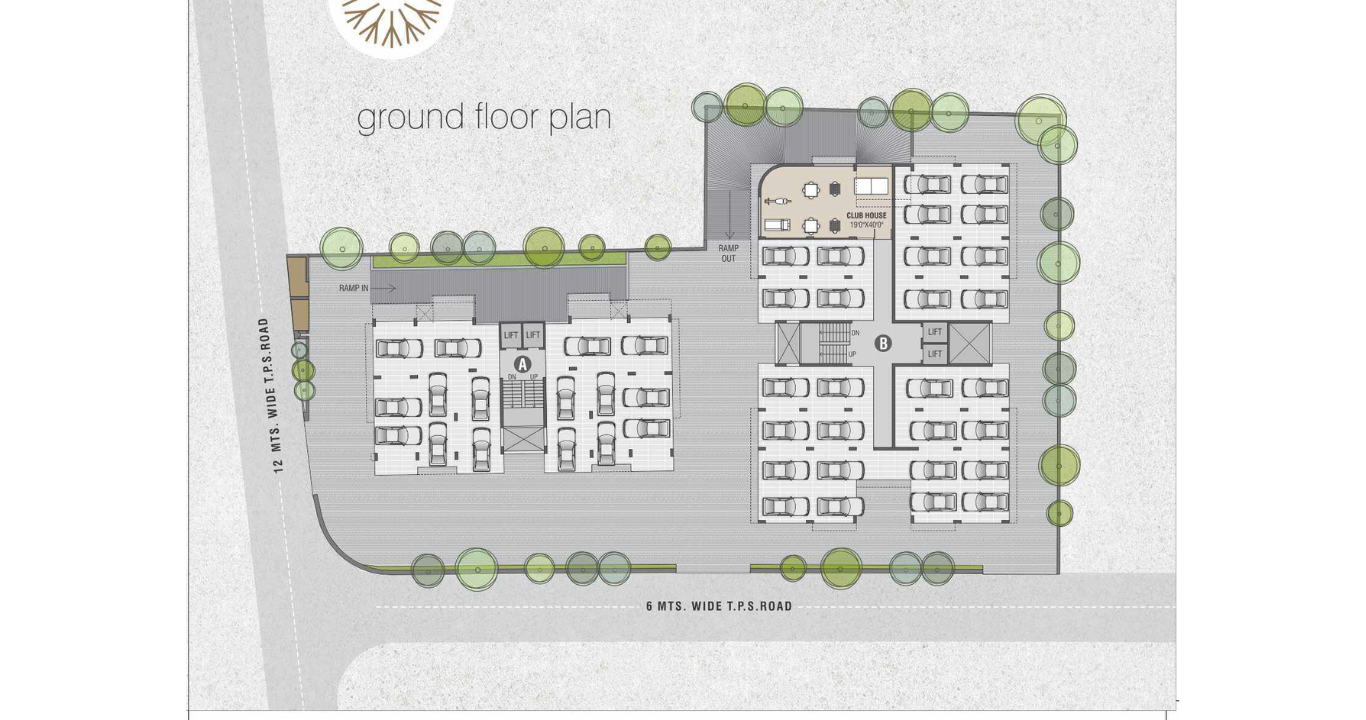 ground floor plan
RAMP
OUT
CLUB HOUSE
19'0"X40'0"
RAMP IN
LIFT LIFT
A
DN UP
DN
UP
B
LIFT
LIFT
12 MTS. WIDE T.P.S.ROAD
6 MTS. WIDE T.P.S.ROAD